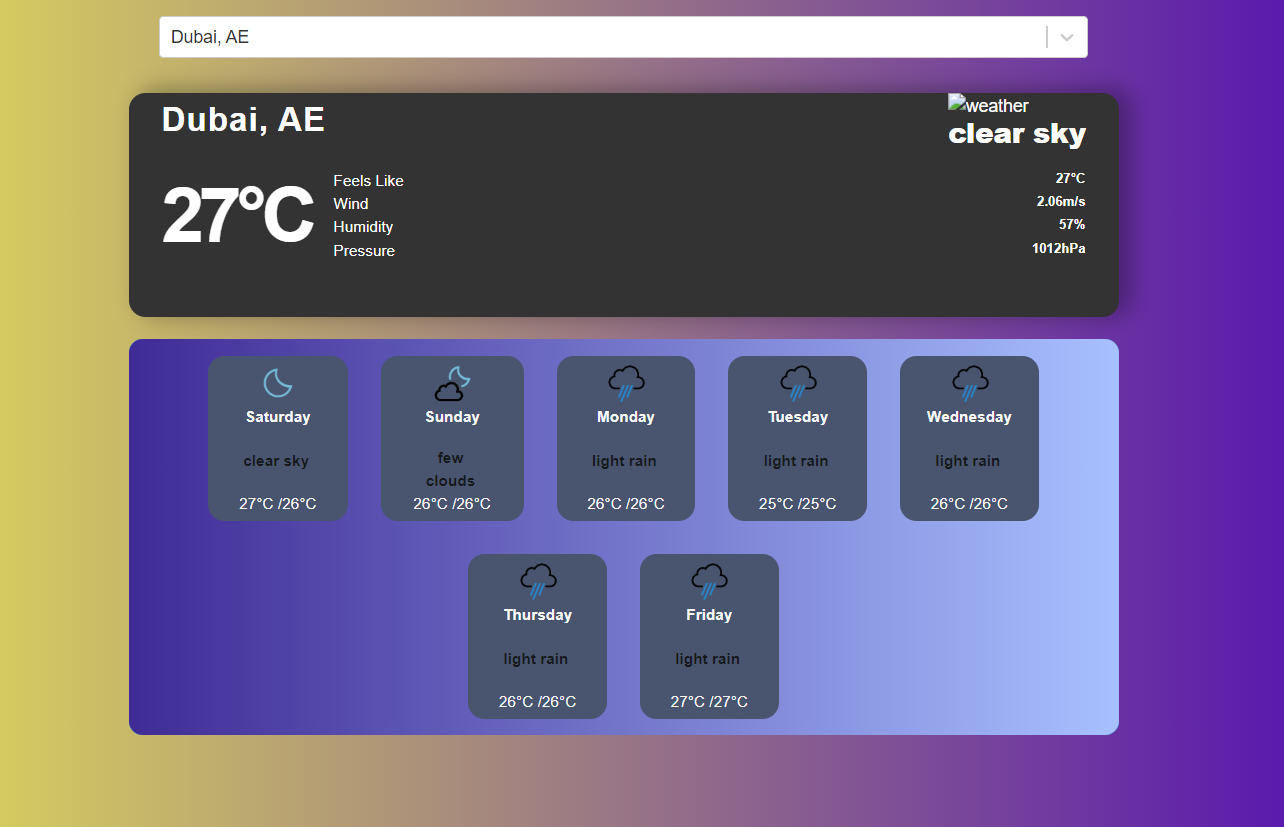 Dubai, AE
Dubai, AE
weather
clear sky
27°C
Feels Like 27°C
Wind 2.06m/s
Humidity 57%
Pressure 1012hPa
Saturday
clear sky
27°C /26°C
Sunday
few
clouds
26°C /26°C
Monday
light rain
26°C /26°C
Tuesday
light rain
25°C /25°C
Wednesday
light rain
26°C /26°C
Thursday
light rain
26°C /26°C
Friday
light rain
27°C /27°C